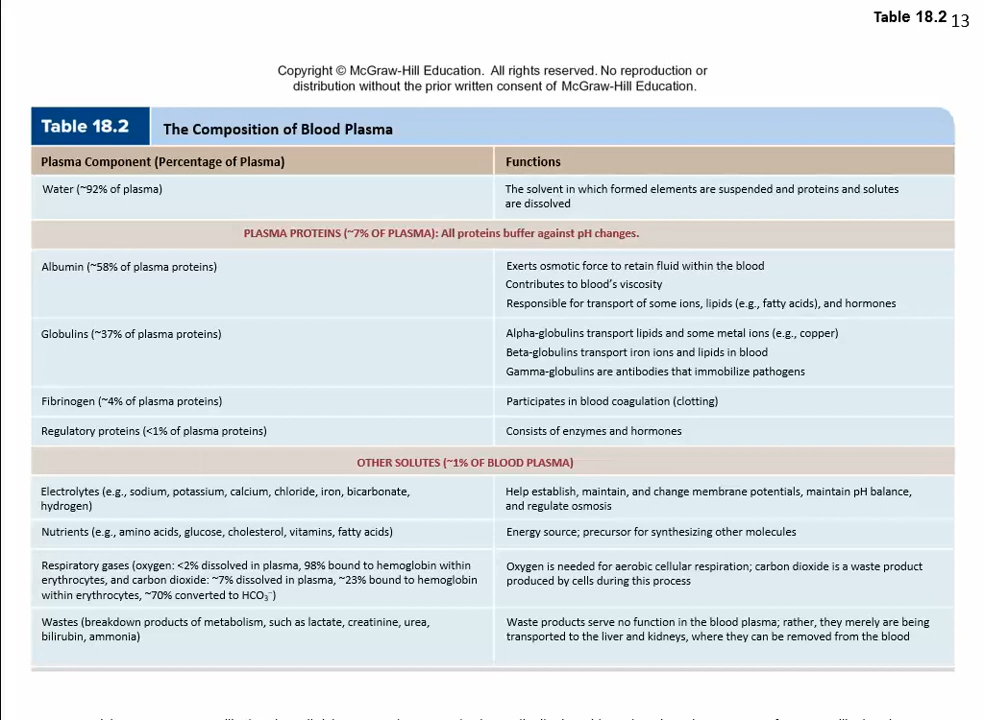 Table 18.2 13
Copyright © McGraw-Hill Education. All rights reserved. No reproduction or
distribution without the prior written consent of McGraw-Hill Education.
Table 18.2 The Composition of Blood Plasma
Plasma Component (Percentage of Plasma) Functions
Water (~92% of plasma) The solvent in which formed elements are suspended and proteins and solutes
are dissolved
PLASMA PROTEINS (~7% OF PLASMA): All proteins buffer against pH changes.
Albumin (~58% of plasma proteins) Exerts osmotic force to retain fluid within the blood
Contributes to blood's viscosity
Responsible for transport of some ions, lipids (e.g., fatty acids), and hormones
Globulins (~37% of plasma proteins) Alpha-globulins transport lipids and some metal ions (e.g., copper)
Beta-globulins transport iron ions and lipids in blood
Gamma-globulins are antibodies that immobilize pathogens
Fibrinogen (~4% of plasma proteins) Participates in blood coagulation (clotting)
Regulatory proteins (<1% of plasma proteins) Consists of enzymes and hormones
OTHER SOLUTES (~1% OF BLOOD PLASMA)
Electrolytes (e.g., sodium, potassium, calcium, chloride, iron, bicarbonate,
hydrogen)
Help establish, maintain, and change membrane potentials, maintain pH balance,
and regulate osmosis
Nutrients (e.g., amino acids, glucose, cholesterol, vitamins, fatty acids) Energy source; precursor for synthesizing other molecules
Respiratory gases (oxygen: <2% dissolved in plasma, 98% bound to hemoglobin within
erythrocytes, and carbon dioxide: ~7% dissolved in plasma, ~23% bound to hemoglobin
within erythrocytes, ~70% converted to HCO₃⁻)
Oxygen is needed for aerobic cellular respiration; carbon dioxide is a waste product
produced by cells during this process
Wastes (breakdown products of metabolism, such as lactate, creatinine, urea,
bilirubin, ammonia)
Waste products serve no function in the blood plasma; rather, they merely are being
transported to the liver and kidneys, where they can be removed from the blood